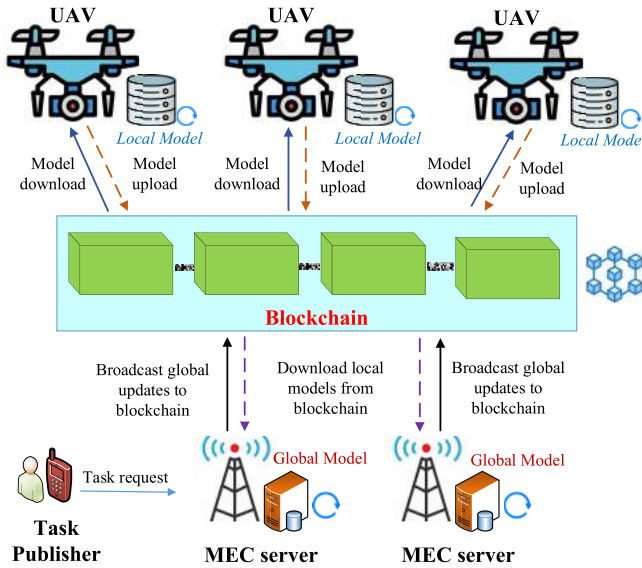 UAV
UAV
UAV
Local Model
Local Model
Local Model
Model
download
Model
upload
Model
download
Model
upload
Model
download
Model
upload
Blockchain
Broadcast global
updates to
blockchain
Download local
models from
blockchain
Broadcast global
updates to
blockchain
Global Model
Global Model
Task request
Task
Publisher
MEC server
MEC server